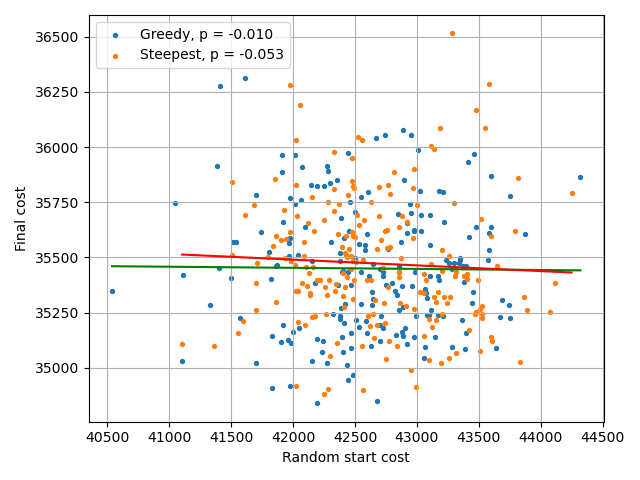 Greedy, p = -0.010
Steepest, p = -0.053
36500
36250
36000
35750
35500
35250
35000
Final cost
40500 41000 41500 42000 42500 43000 43500 44000 44500
Random start cost